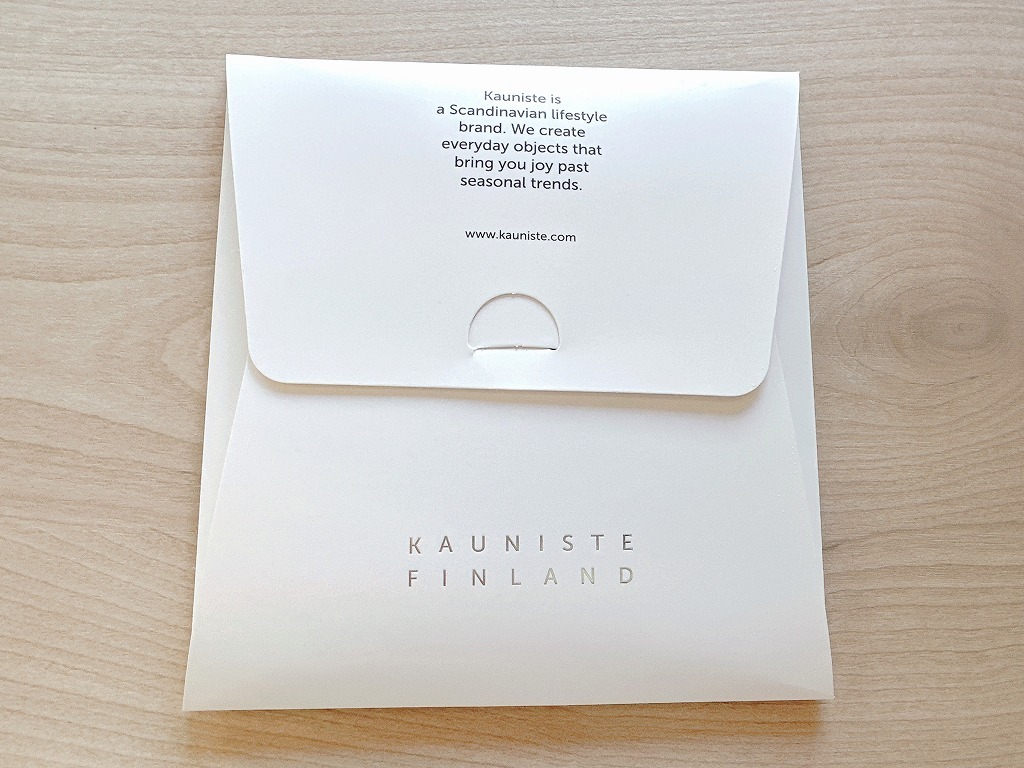 Kauniste is
a Scandinavian lifestyle
brand. We create
everyday objects that
bring you joy past
seasonal trends.
www.kauniste.com
KAUNISTE
FINLAND